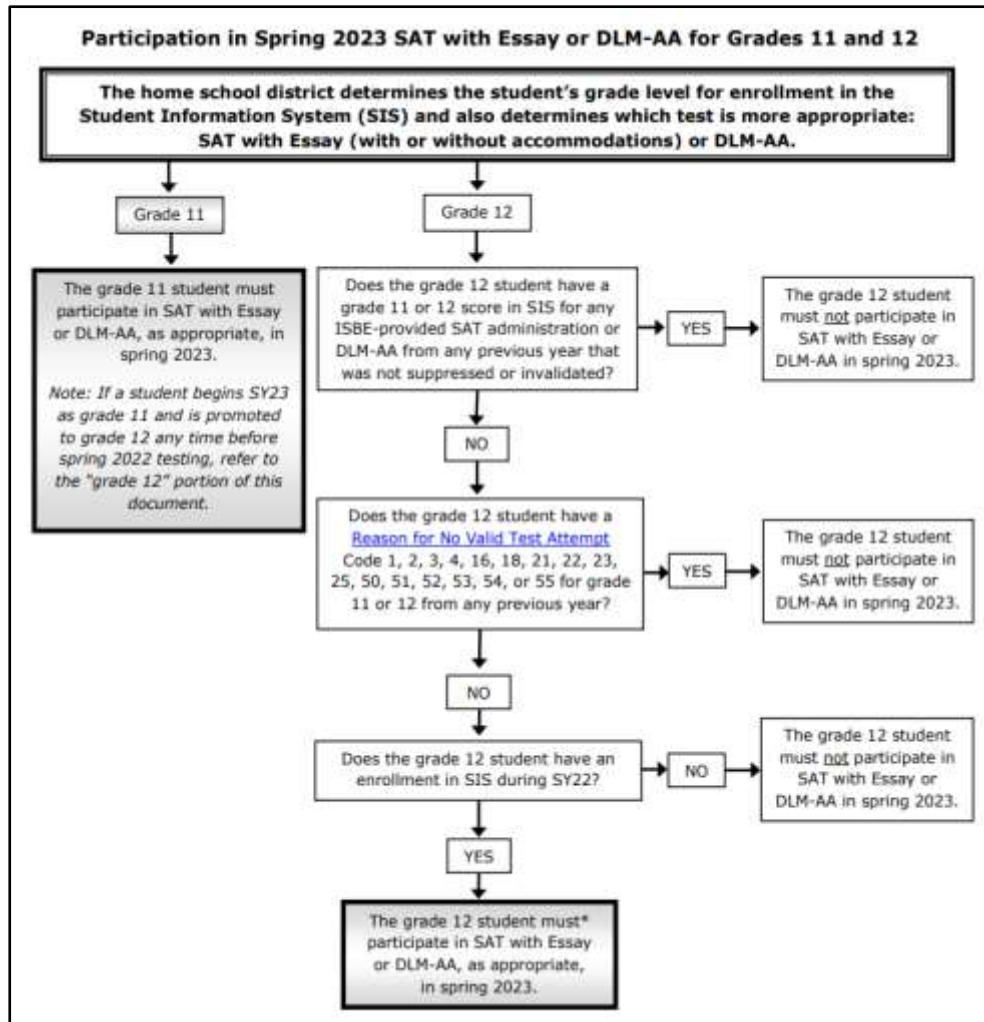 Participation in Spring 2023 SAT with Essay or DLM-AA for Grades 11 and 12
The home school district determines the student's grade level for enrollment in the
Student Information System (SIS) and also determines which test is more appropriate:
SAT with Essay (with or without accommodations) or DLM-AA.
Grade 11
The grade 11 student must
participate in SAT with Essay
or DLM-AA, as appropriate, in
spring 2023.
Note: If a student begins SY23
as grade 11 and is promoted
to grade 12 any time before
spring 2022 testing, refer to
the "grade 12" portion of this
document.
Grade 12
Does the grade 12 student have a
grade 11 or 12 score in SIS for any
ISBE-provided SAT administration or
DLM-AA from any previous year that
was not suppressed or invalidated?
YES
The grade 12 student
must not participate in
SAT with Essay or
DLM-AA in spring 2023.
NO
Does the grade 12 student have a
Reason for No Valid Test Attempt
Code 1, 2, 3, 4, 16, 18, 21, 22, 23,
25, 50, 51, 52, 53, 54, or 55 for grade
11 or 12 from any previous year?
YES
The grade 12 student
must not participate in
SAT with Essay or
DLM-AA in spring 2023.
NO
Does the grade 12 student have an
enrollment in SIS during SY22?
NO
The grade 12 student
must not participate in
SAT with Essay or
DLM-AA in spring 2023.
YES
The grade 12 student must*
participate in SAT with Essay
or DLM-AA, as appropriate,
in spring 2023.